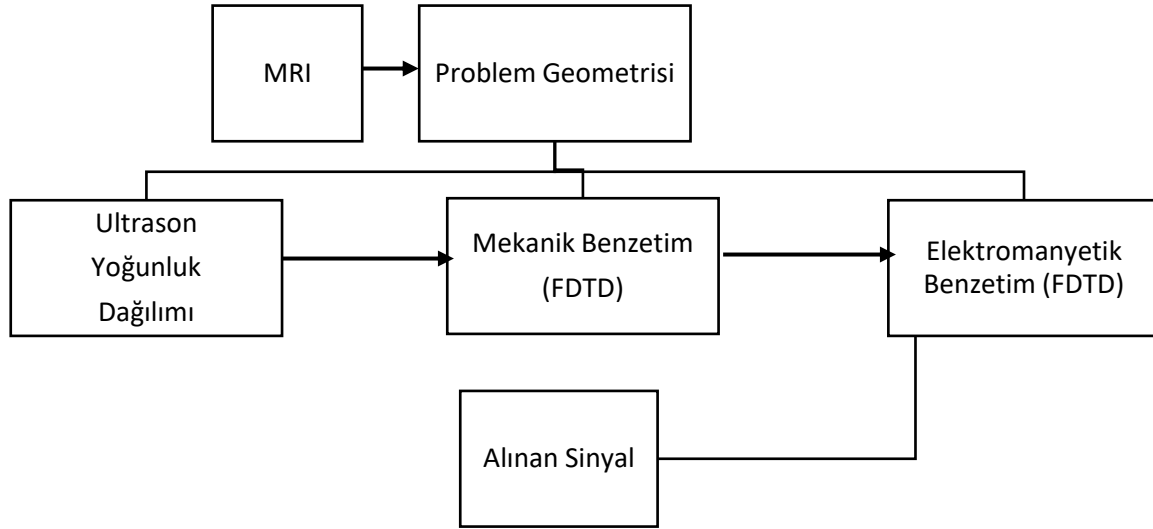 MRI
Problem Geometrisi
Ultrason
Yoğunluk
Dağılımı
Mekanik Benzetim
(FDTD)
Elektromanyetik
Benzetim (FDTD)
Alınan Sinyal